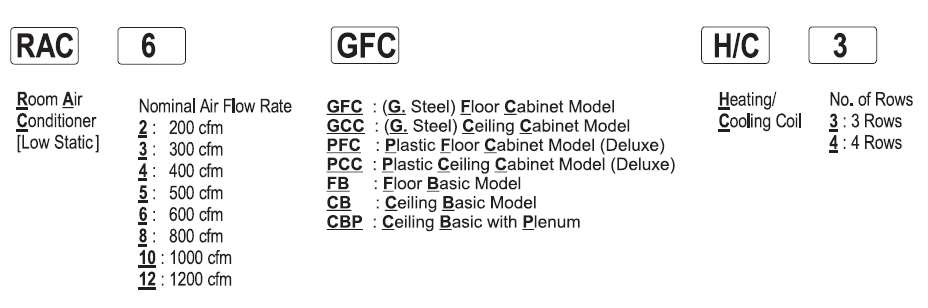 RAC 6 GFC H/C 3
Room Air
Conditioner
[Low Static]
Nominal Air Flow Rate
2 : 200 cfm
3 : 300 cfm
4 : 400 cfm
5 : 500 cfm
6 : 600 cfm
8 : 800 cfm
10 : 1000 cfm
12 : 1200 cfm
GFC : (G. Steel) Floor Cabinet Model
GCC : (G. Steel) Ceiling Cabinet Model
PFC : Plastic Floor Cabinet Model (Deluxe)
PCC : Plastic Ceiling Cabinet Model (Deluxe)
FB : Floor Basic Model
CB : Ceiling Basic Model
CBP : Ceiling Basic with Plenum
Heating/
Cooling Coil
No. of Rows
3 : 3 Rows
4 : 4 Rows